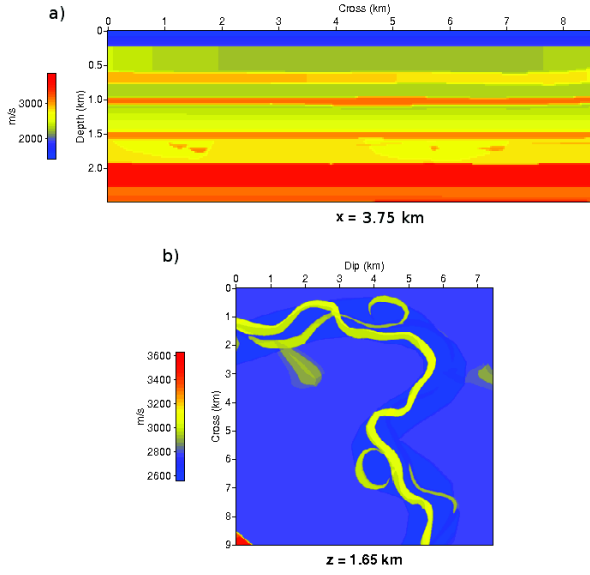 a)
Cross (km)
0 1 2 3 4 5 6 7 8
0
0.5
1.0
1.5
2.0
Depth (km)
m/s
3000
2000
x = 3.75 km
b)
Dip (km)
0 1 2 3 4 5 6 7
0
1
2
3
4
5
6
7
8
9
Cross (km)
m/s
3600
3400
3200
3000
2800
2600
z = 1.65 km